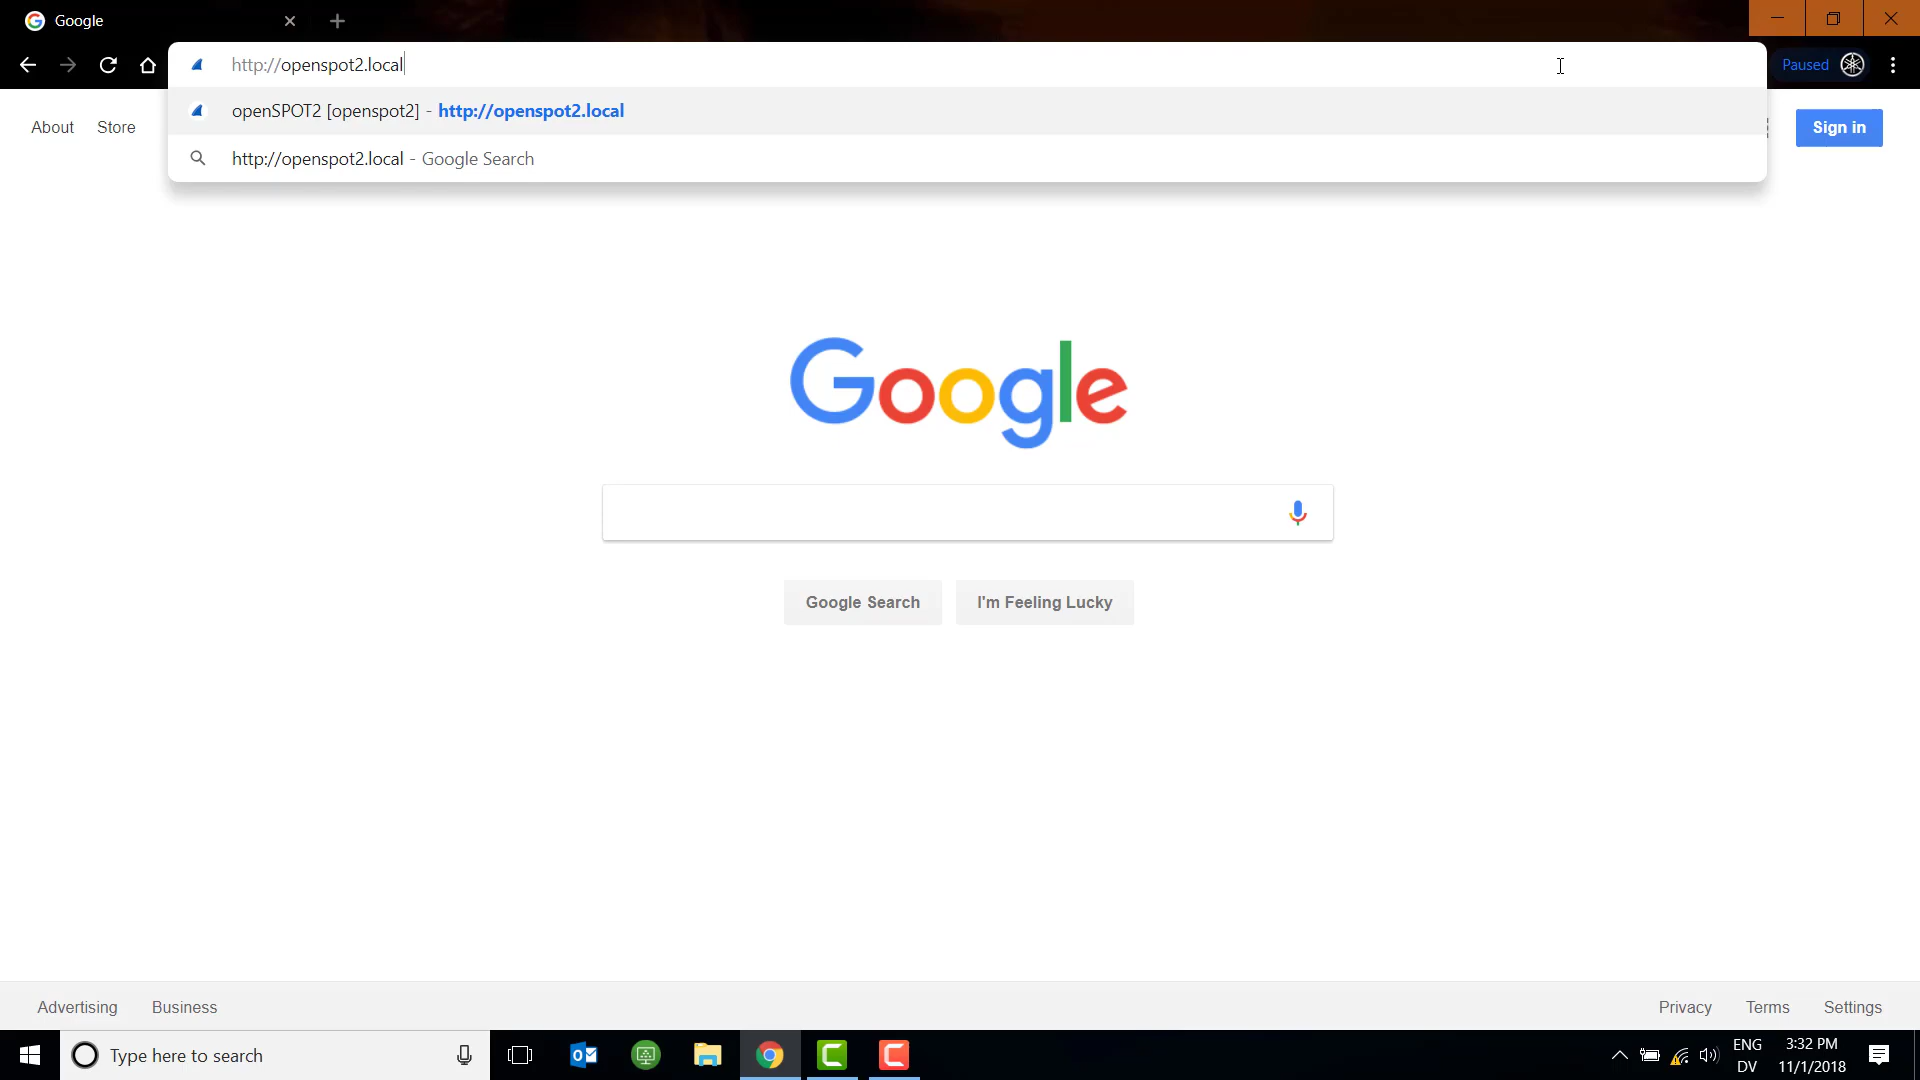 Google
http://openspot2.local
Paused
openSPOT2 [openspot2] - http://openspot2.local
http://openspot2.local - Google Search
About Store
Sign in
Google
Google Search I'm Feeling Lucky
Advertising Business
Privacy Terms Settings
Type here to search
ENG
DV
3:32 PM
11/1/2018